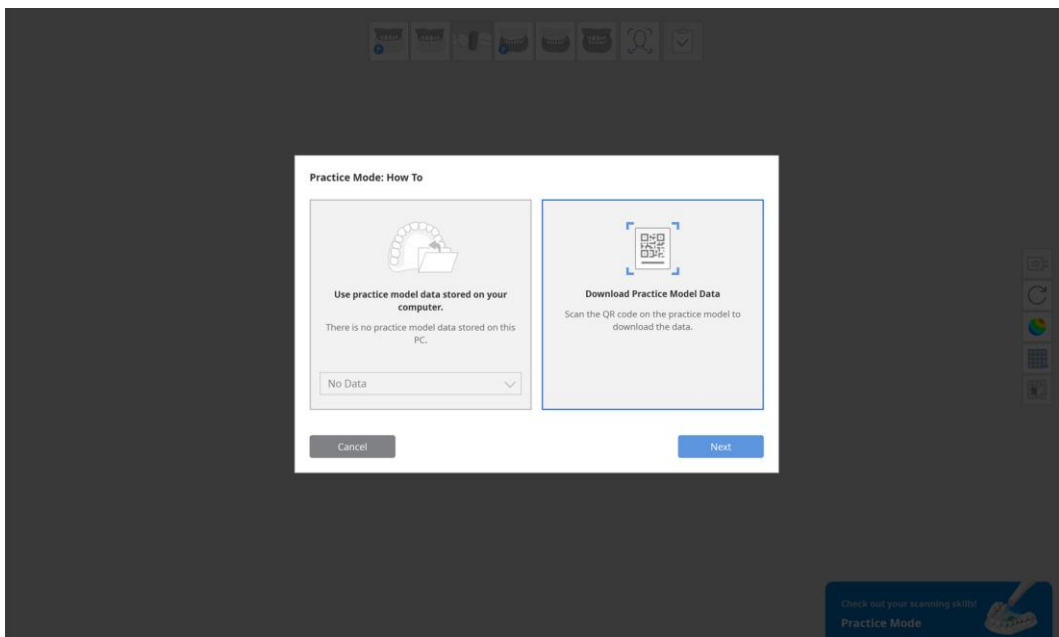 Practice Mode: How To
Use practice model data stored on your
computer.
There is no practice model data stored on this
PC.
No Data
Download Practice Model Data
Scan the QR code on the practice model to
download the data.
Cancel
Next
Check out your scanning skills!
Practice Mode